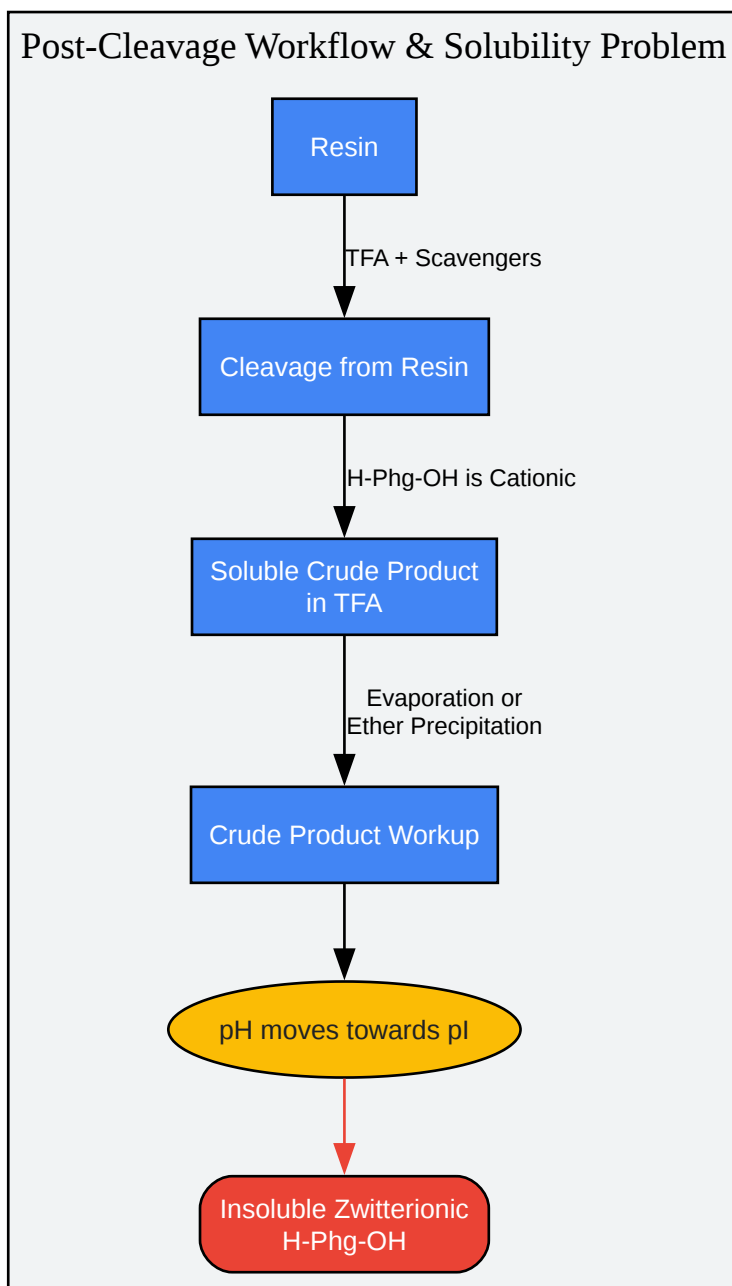 Post-Cleavage Workflow & Solubility Problem
Resin
TFA + Scavengers
Cleavage from Resin
H-Phg-OH is Cationic
Soluble Crude Product
in TFA
Evaporation or
Ether Precipitation
Crude Product Workup
pH moves towards pI
Insoluble Zwitterionic
H-Phg-OH